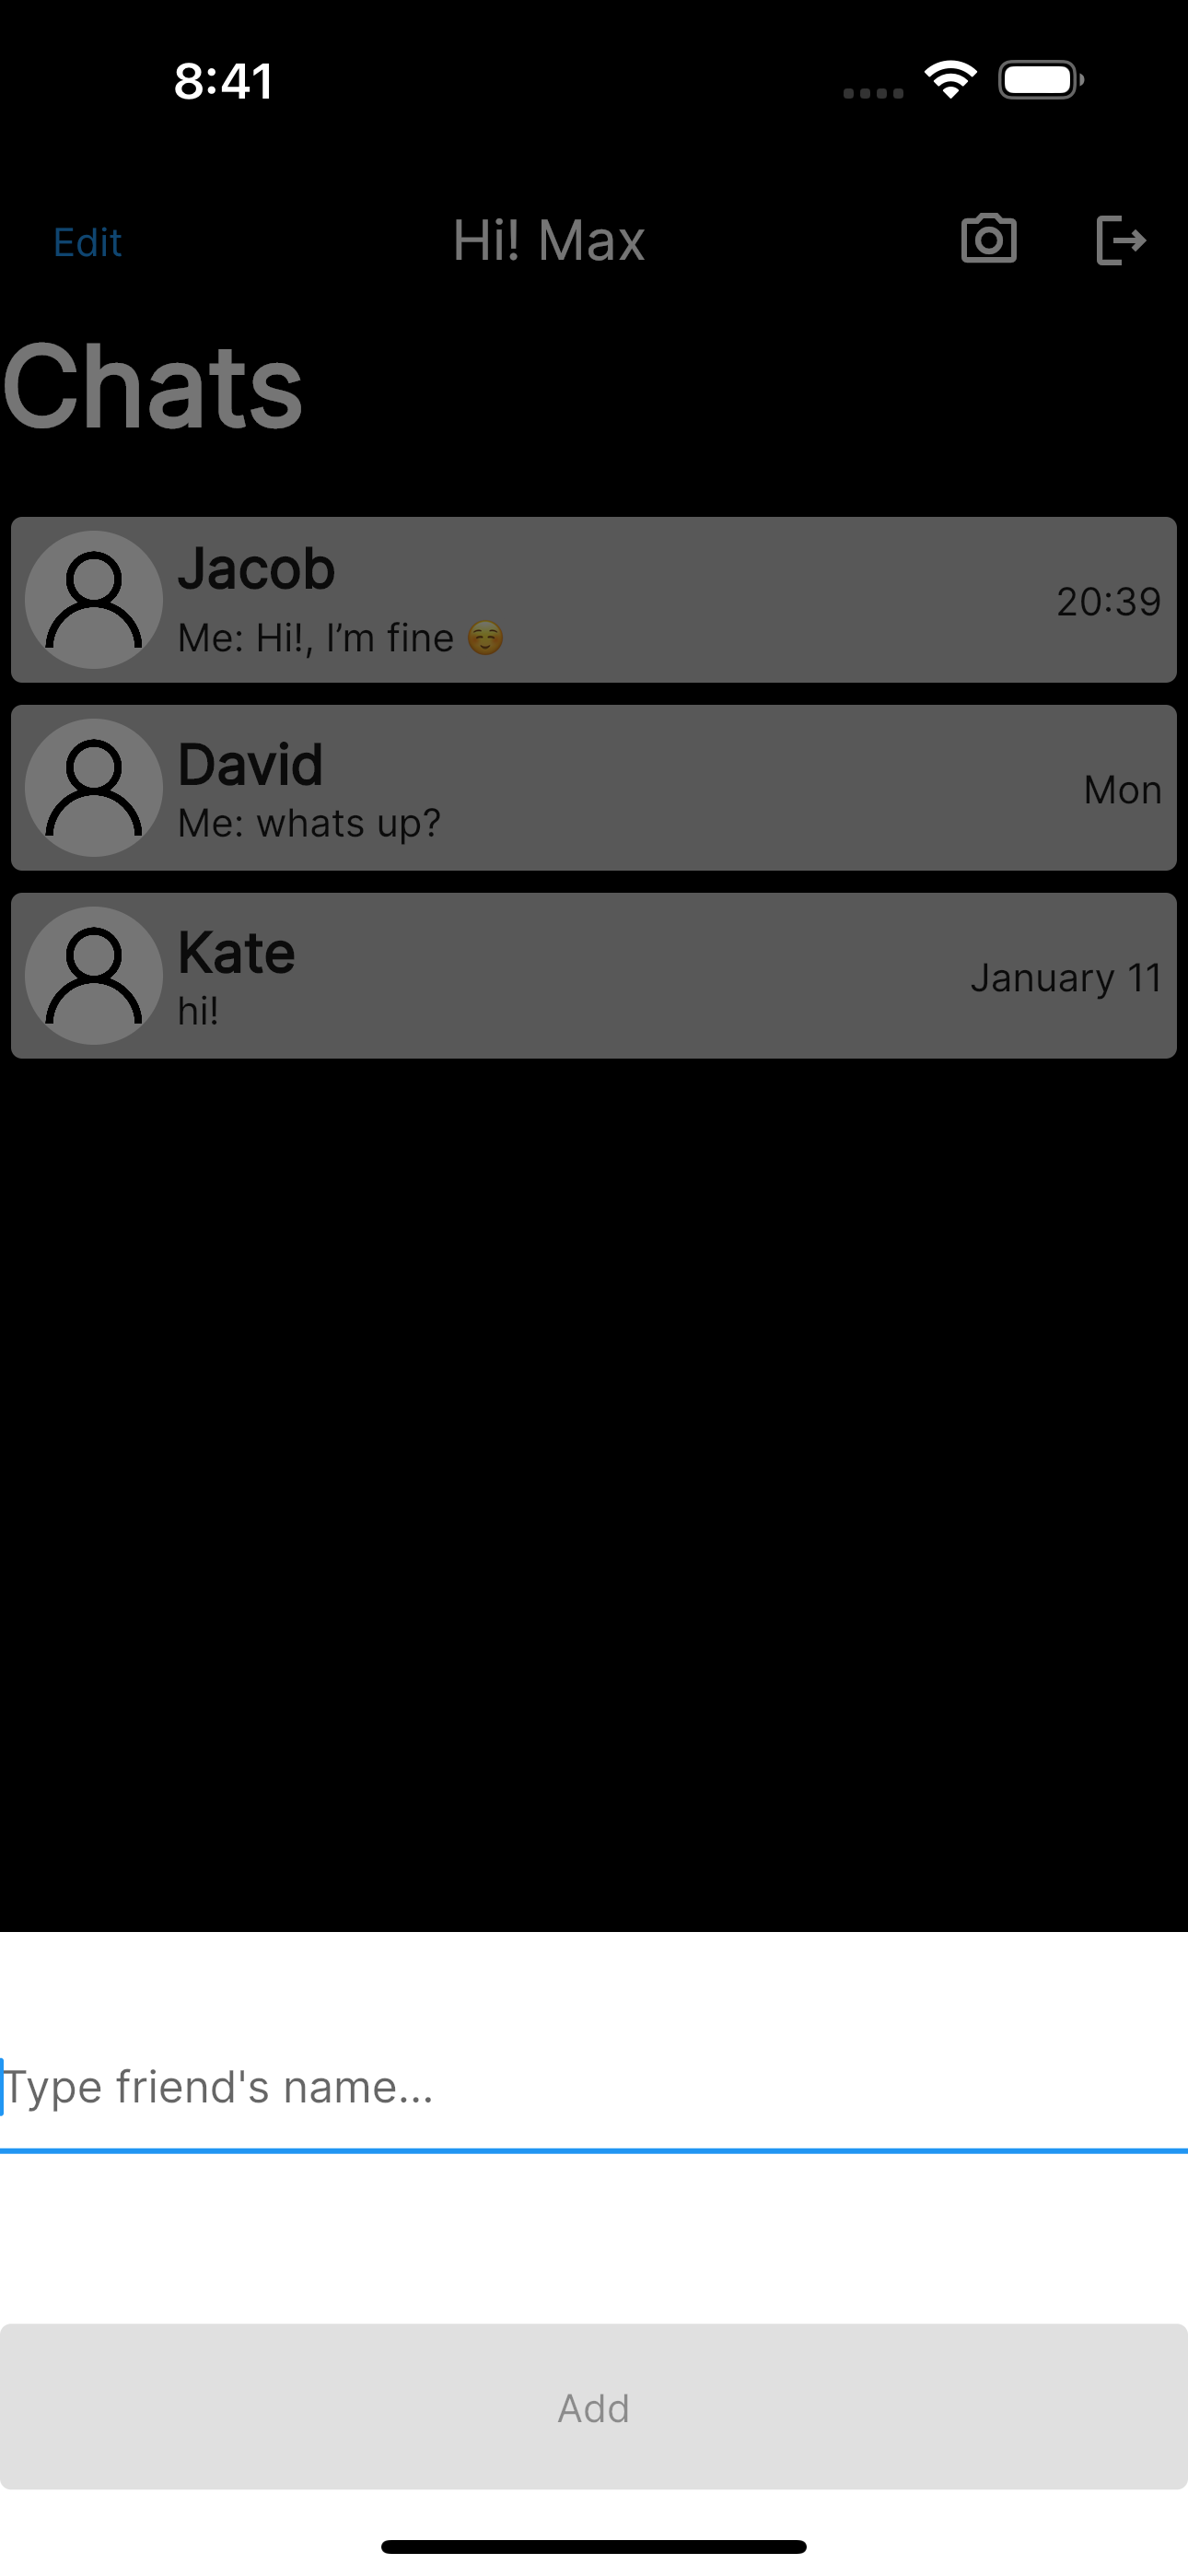 8:41
Edit
Hi! Max
Chats
Jacob
Me: Hi!, I’m fine ☺️
20:39
David
Me: whats up?
Mon
Kate
hi!
January 11
Type friend's name...
Add